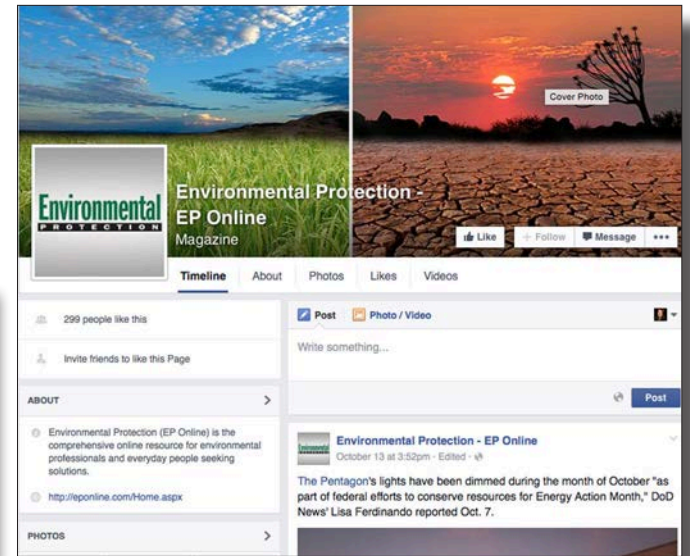 Cover Photo
Environmental
PROTECTION
Environmental Protection -
EP Online
Magazine
Like
+ Follow
Message
Timeline
About
Photos
Likes
Videos
299 people like this
Invite friends to like this Page
ABOUT
Environmental Protection (EP Online) is the
comprehensive online resource for environmental
professionals and everyday people seeking
solutions.
http://eponline.com/Home.aspx
PHOTOS
Post
Photo / Video
Write something...
Post
Environmental
Environmental Protection - EP Online
October 13 at 3:52pm · Edited ·
The Pentagon's lights have been dimmed during the month of October "as
part of federal efforts to conserve resources for Energy Action Month," DoD
News' Lisa Ferdinando reported Oct. 7.